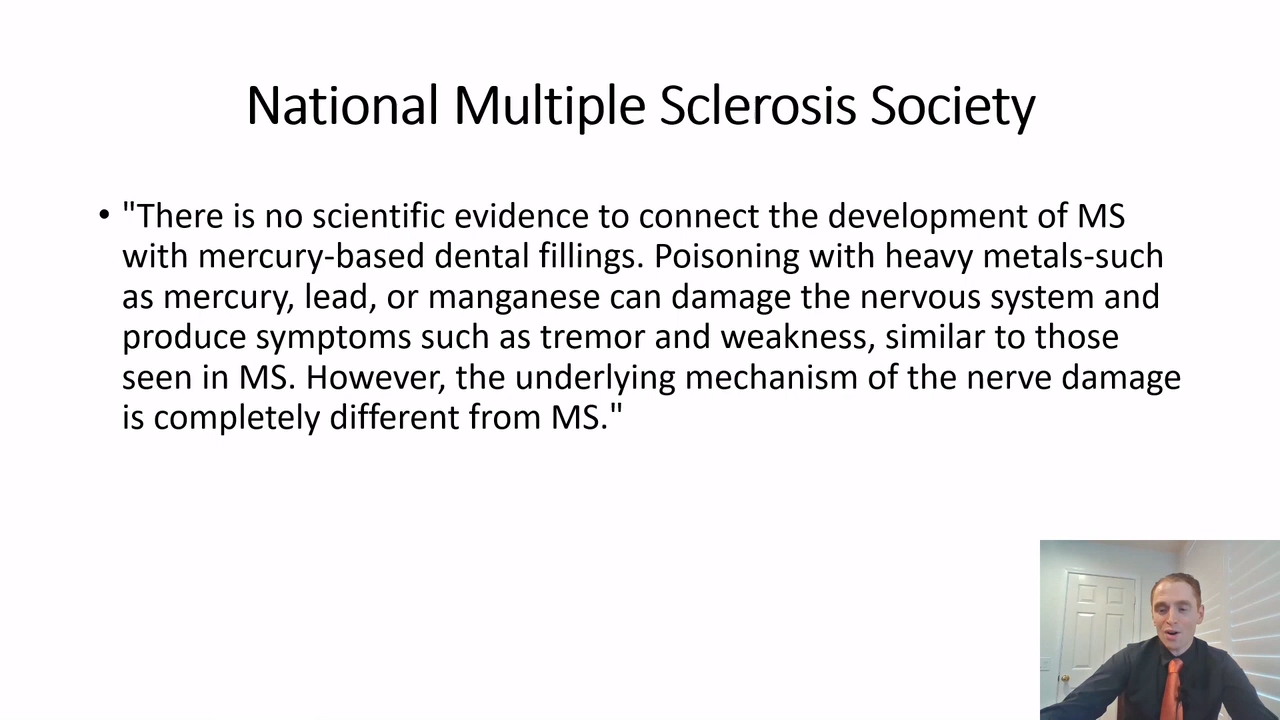 National Multiple Sclerosis Society
• "There is no scientific evidence to connect the development of MS
with mercury-based dental fillings. Poisoning with heavy metals-such
as mercury, lead, or manganese can damage the nervous system and
produce symptoms such as tremor and weakness, similar to those
seen in MS. However, the underlying mechanism of the nerve damage
is completely different from MS."